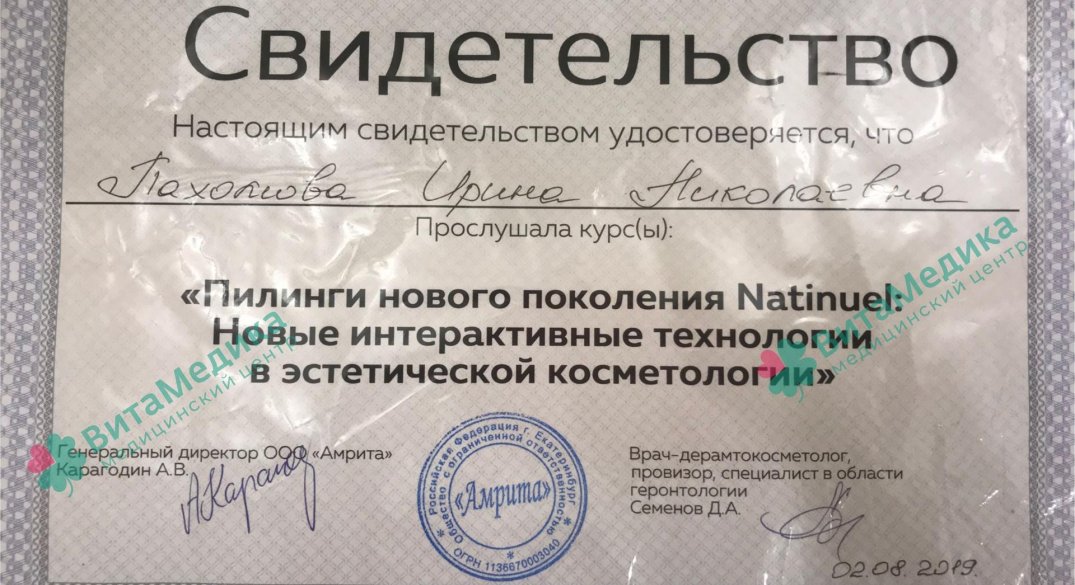 Свидетельство
Настоящим свидетельством удостоверяется, что
Пахомова Ирина Николаевна
Прослушала курс(ы):
«Пилинги нового поколения Natinuel:
Новые интерактивные технологии
в эстетической косметологии»
ВитаМедика
медицинский центр
ВитаМедика
медицинский центр
Генеральный директор ООО «Амрита»
Карагодин А.В.
Российская Федерация г. Екатеринбург
Общество с ограниченной ответственностью
«Амрита»
ОГРН 1136670003040
Врач-дерамтокосметолог,
провизор, специалист в области
геронтологии
Семенов Д.А.
02.08.2019.